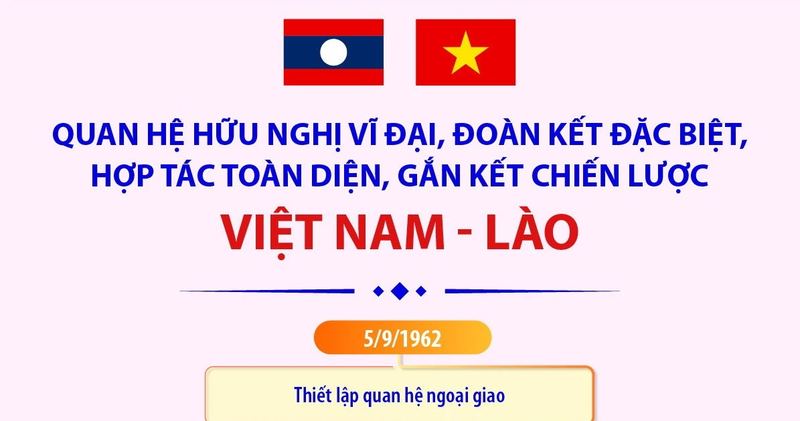 QUAN HỆ HỮU NGHỊ VĨ ĐẠI, ĐOÀN KẾT ĐẶC BIỆT,
HỢP TÁC TOÀN DIỆN, GẮN KẾT CHIẾN LƯỢC
VIỆT NAM - LÀO
5/9/1962
Thiết lập quan hệ ngoại giao